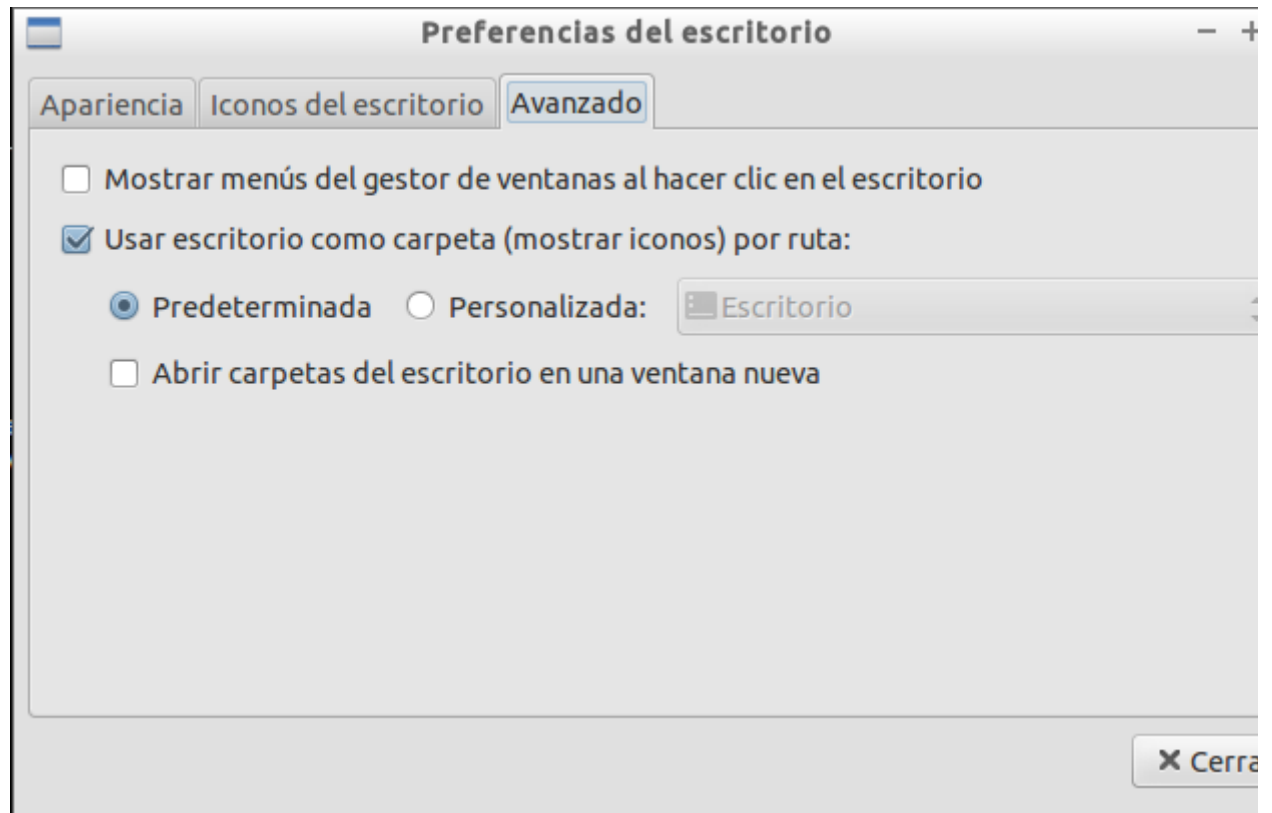 Preferencias del escritorio
Apariencia Iconos del escritorio Avanzado
Mostrar menús del gestor de ventanas al hacer clic en el escritorio
Usar escritorio como carpeta (mostrar iconos) por ruta:
Predeterminada Personalizada: Escritorio
Abrir carpetas del escritorio en una ventana nueva
Cerra